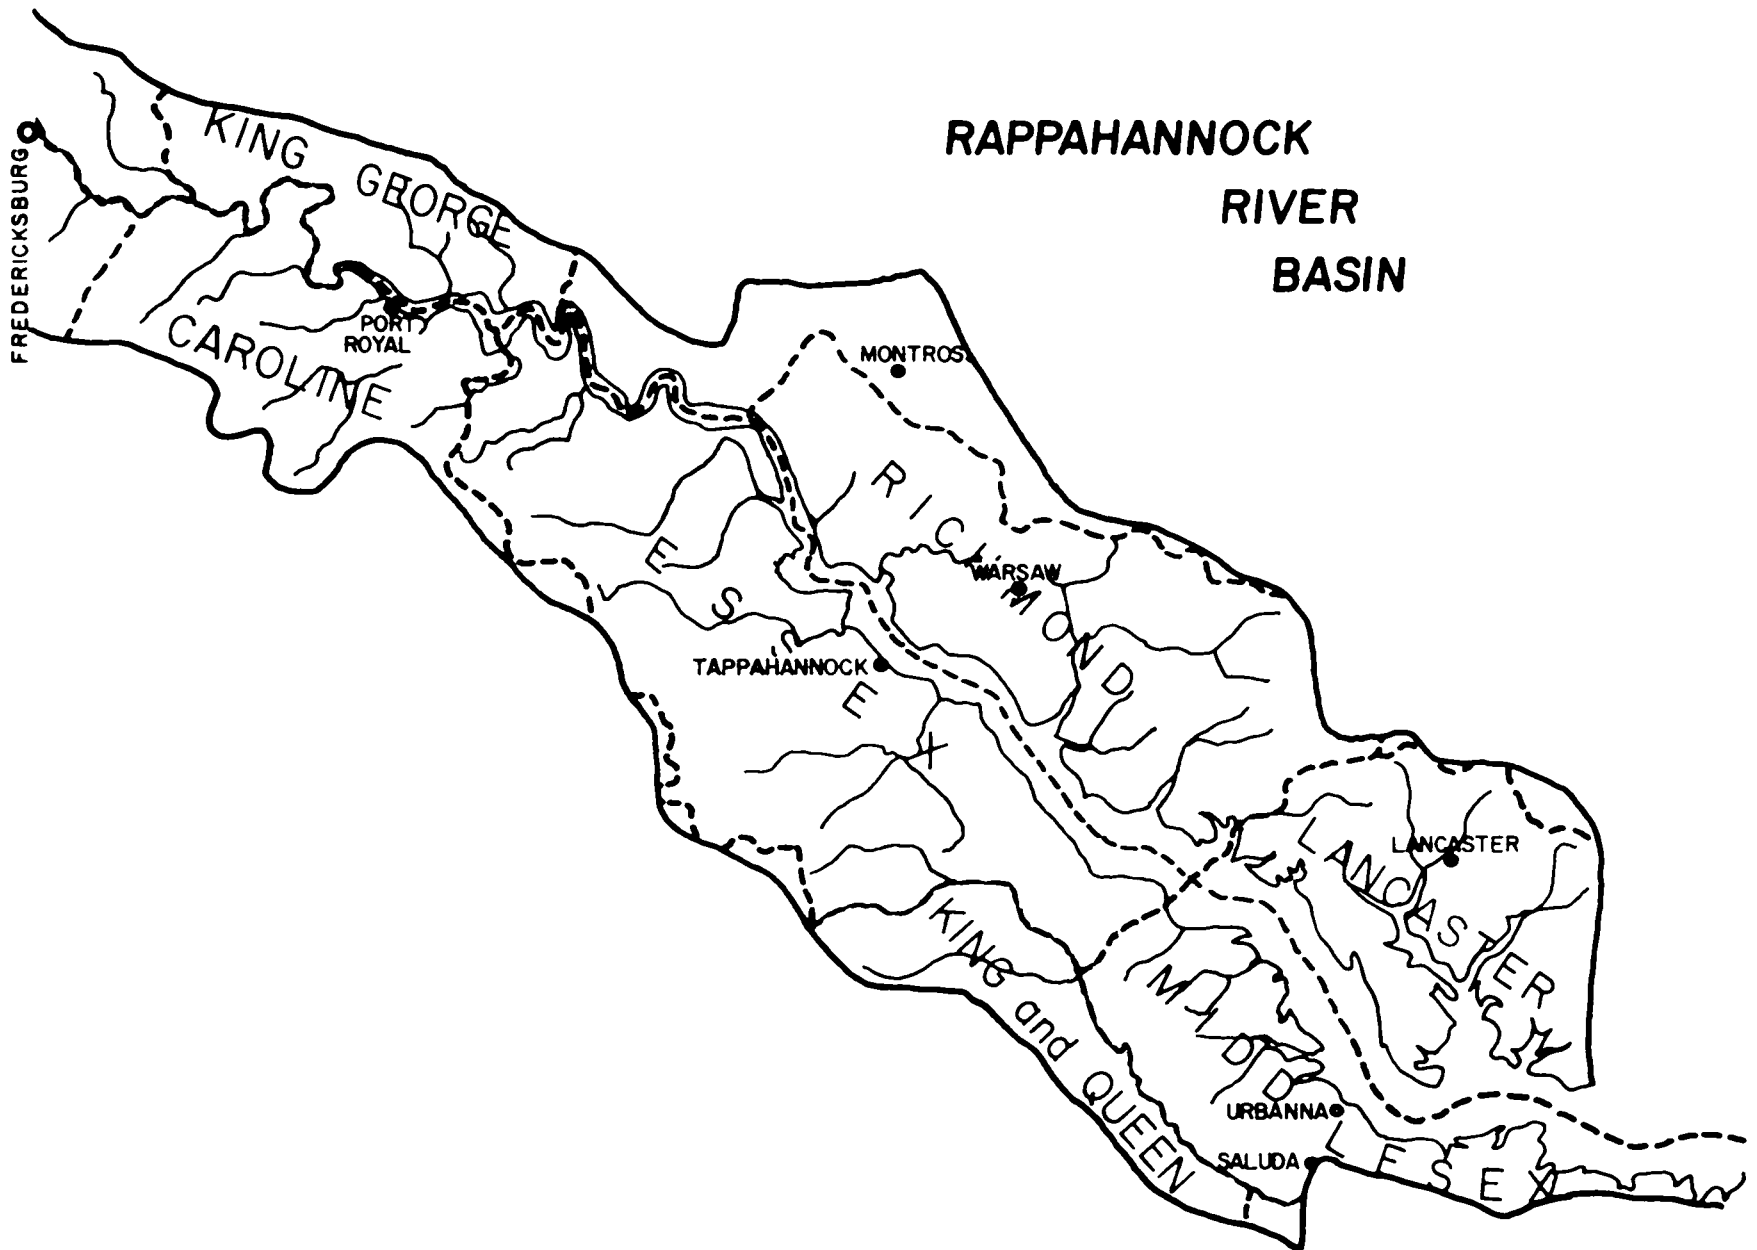 RAPPAHANNOCK
RIVER
BASIN
FREDERICKSBURG
KING GEORGE
PORT
ROYAL
CAROLINE
MONTROSS
RICHMOND
WARSAW
ESSEX
TAPPAHANNOCK
LANCASTER
LANCASTER
KING and QUEEN
MIDDLESEX
URBANNA
SALUDA